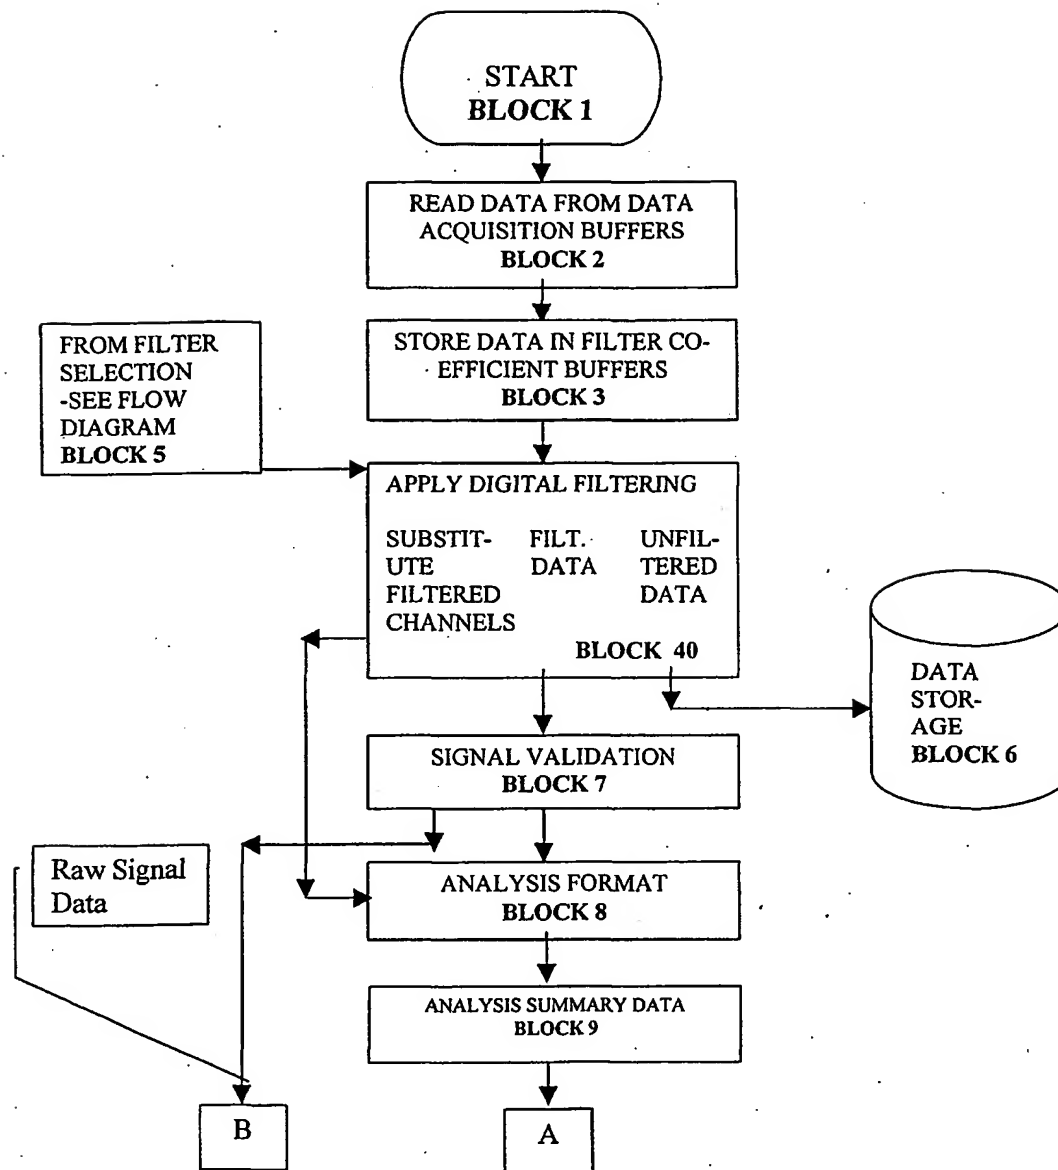 START
BLOCK 1
READ DATA FROM DATA
ACQUISITION BUFFERS
BLOCK 2
STORE DATA IN FILTER CO-
EFFICIENT BUFFERS
BLOCK 3
FROM FILTER
SELECTION
-SEE FLOW
DIAGRAM
BLOCK 5
APPLY DIGITAL FILTERING
SUBSTIT-
UTE
FILTERED
CHANNELS
FILT.
DATA
UNFIL-
TERED
DATA
BLOCK 40
DATA
STOR-
AGE
BLOCK 6
SIGNAL VALIDATION
BLOCK 7
Raw Signal
Data
ANALYSIS FORMAT
BLOCK 8
ANALYSIS SUMMARY DATA
BLOCK 9
B
A